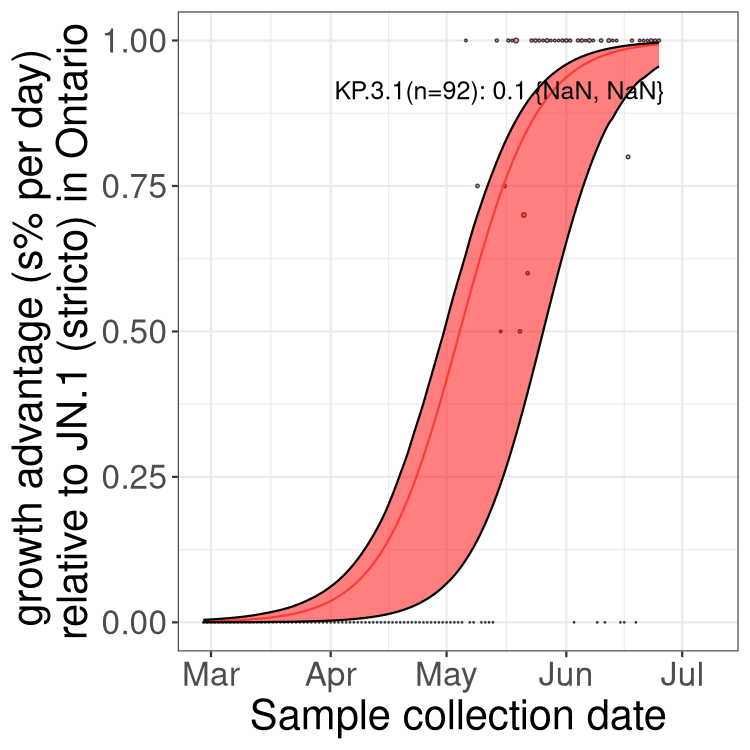 growth advantage (s% per day)
relative to JN.1 (stricto) in Ontario
1.00
0.75
0.50
0.25
0.00
KP.3.1(n=92): 0.1 {NaN, NaN}
Mar Apr May Jun Jul
Sample collection date